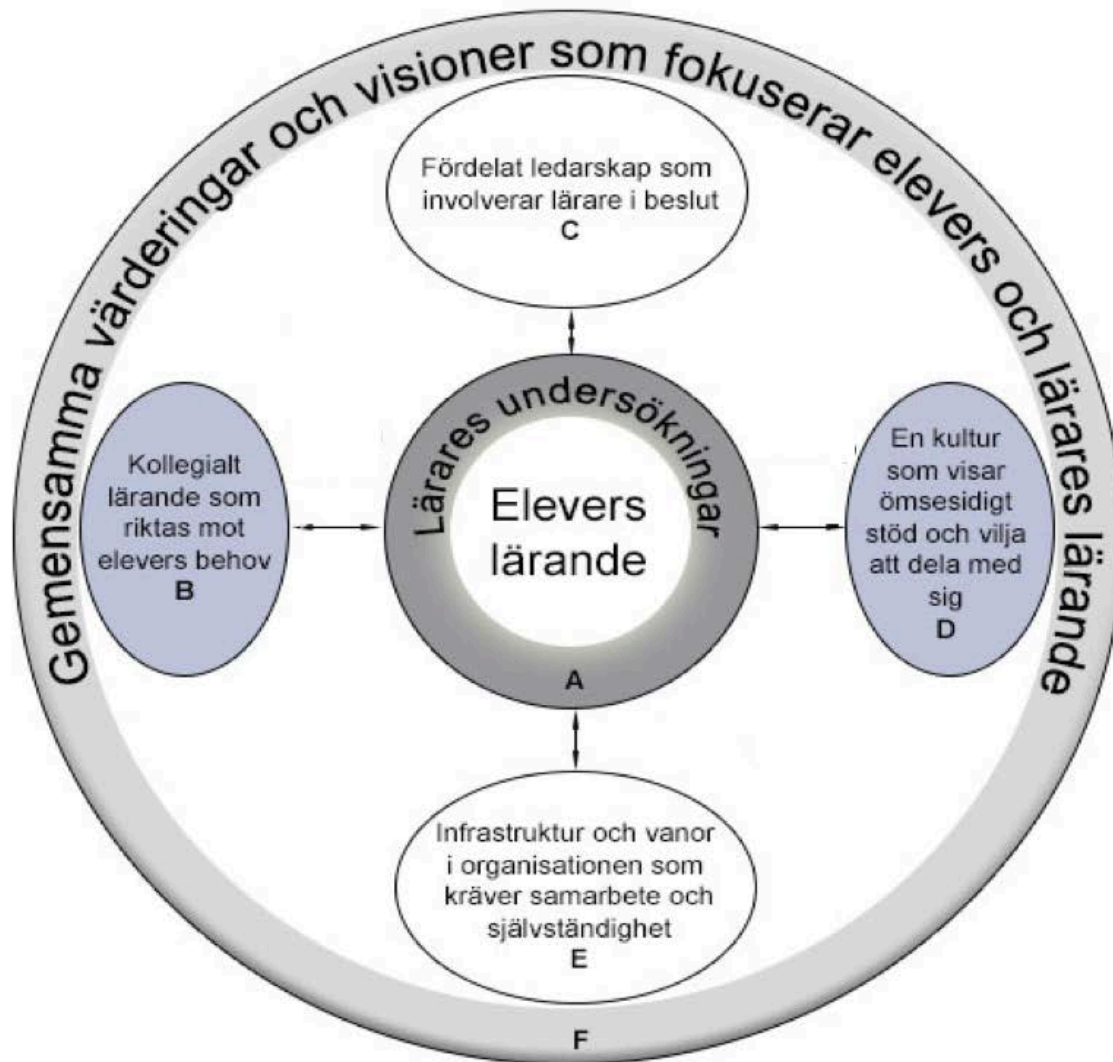 Gemensamma värderingar och visioner som fokuserar elevers och lärares lärande
Fördelat ledarskap som
involverar lärare i beslut
C
Kollegialt
lärande som
riktas mot
elevers behov
B
Lärares undersökningar
Elevers
lärande
A
En kultur
som visar
ömsesidigt
stöd och vilja
att dela med
sig
D
Infrastruktur och vanor
i organisationen som
kräver samarbete och
självständighet
E
F